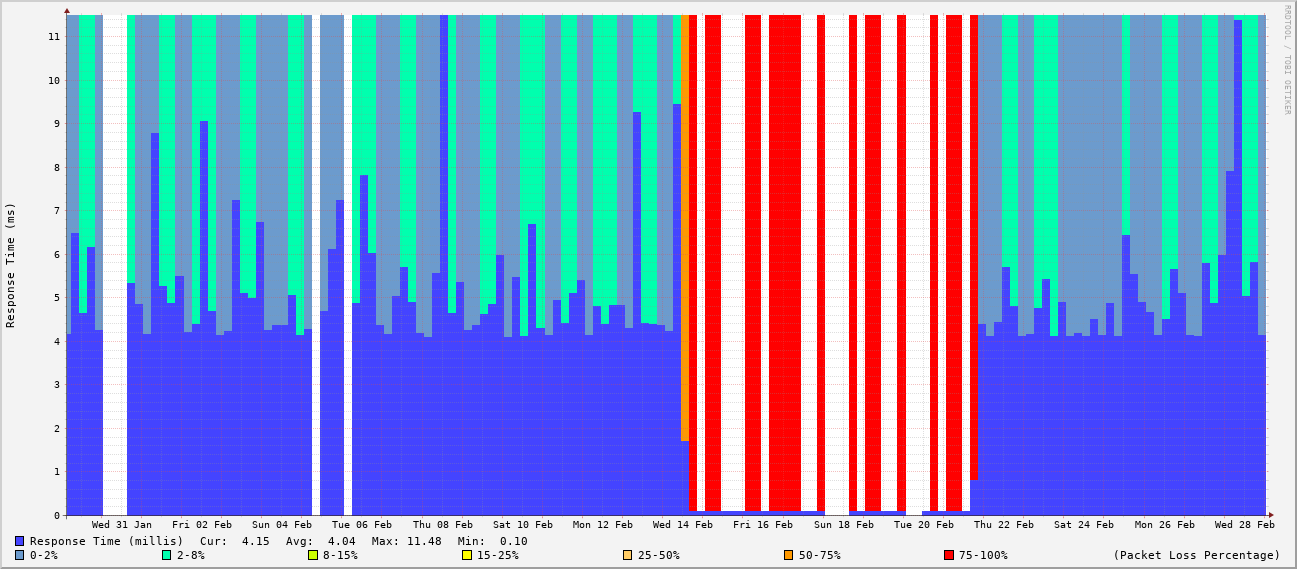 RRDTOOL / TOBI OETIKER
Response Time (ms)
11
10
9
8
7
6
5
4
3
2
1
0
Wed 31 Jan Fri 02 Feb Sun 04 Feb Tue 06 Feb Thu 08 Feb Sat 10 Feb Mon 12 Feb Wed 14 Feb Fri 16 Feb Sun 18 Feb Tue 20 Feb Thu 22 Feb Sat 24 Feb Mon 26 Feb Wed 28 Feb
Response Time (millis) Cur: 4.15 Avg: 4.04 Max: 11.48 Min: 0.10
0-2% 2-8% 8-15% 15-25% 25-50% 50-75% 75-100% (Packet Loss Percentage)